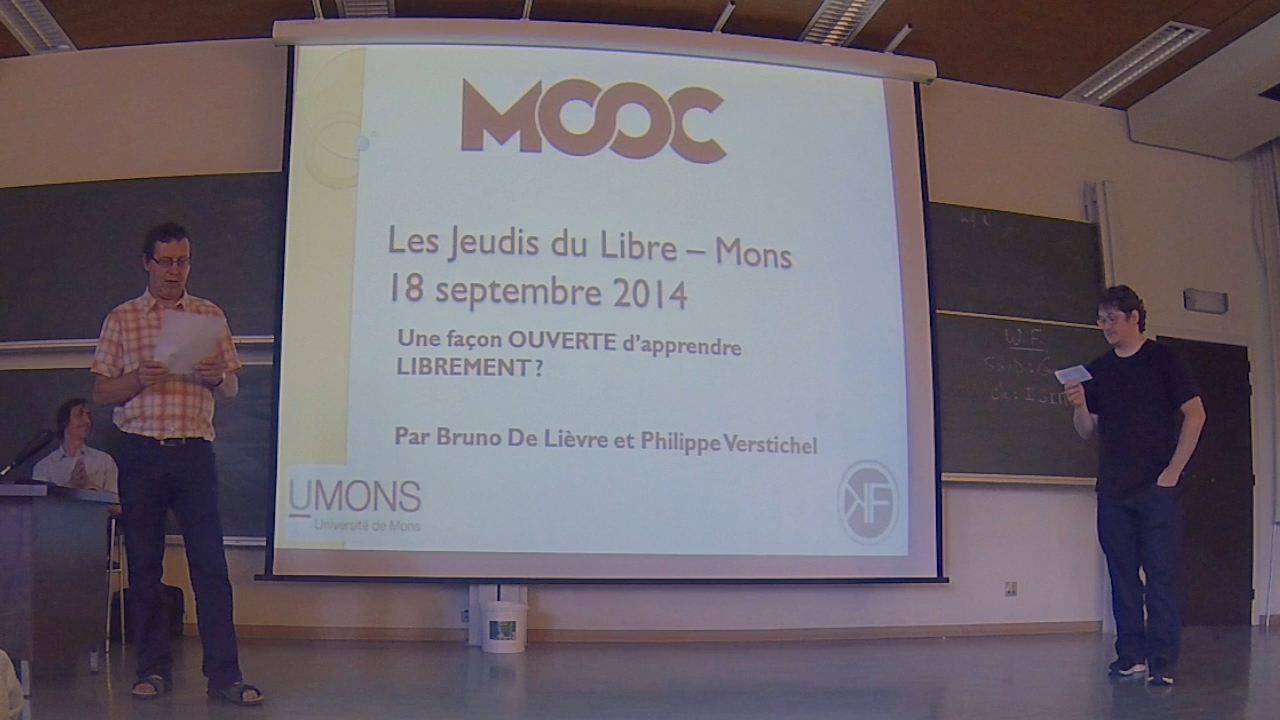 MOOC
Les Jeudis du Libre – Mons
18 septembre 2014
Une façon OUVERTE d'apprendre
LIBREMENT ?
Par Bruno De Lièvre et Philippe Verstichel
UMONS
Université de Mons
KF